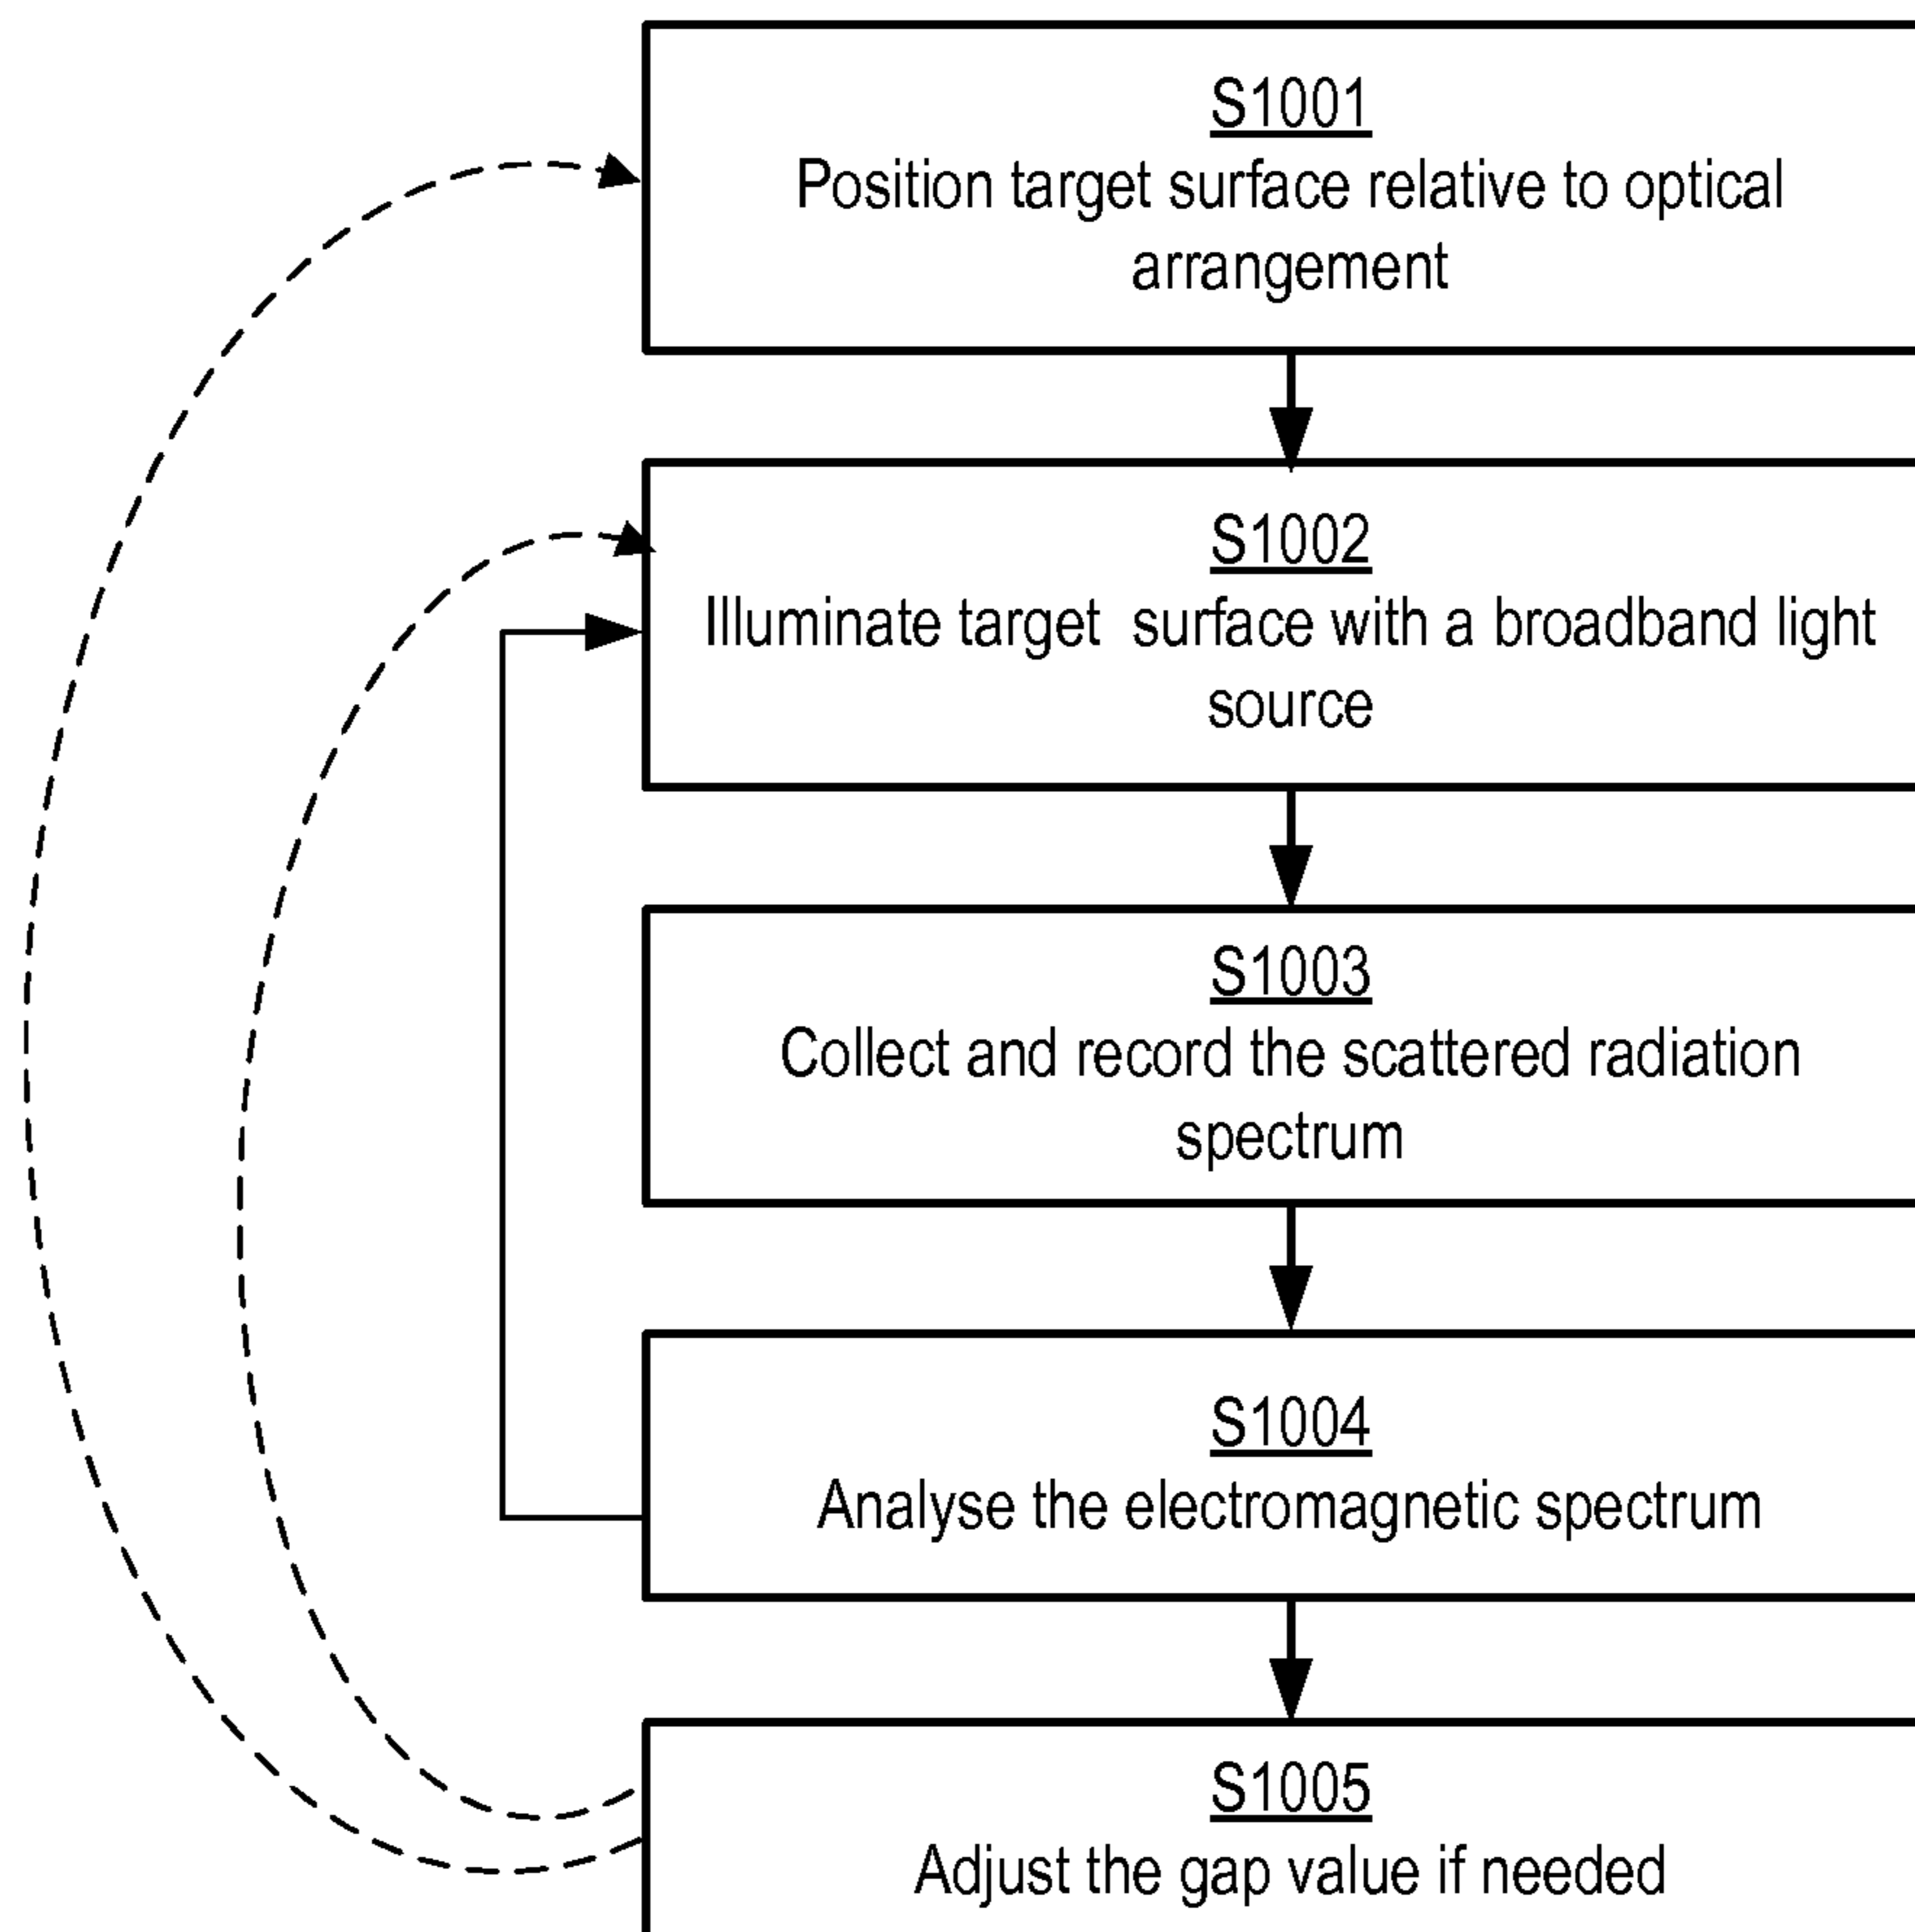 S1001
Position target surface relative to optical
arrangement
S1002
Illuminate target surface with a broadband light
source
S1003
Collect and record the scattered radiation
spectrum
S1004
Analyse the electromagnetic spectrum
S1005
Adjust the gap value if needed